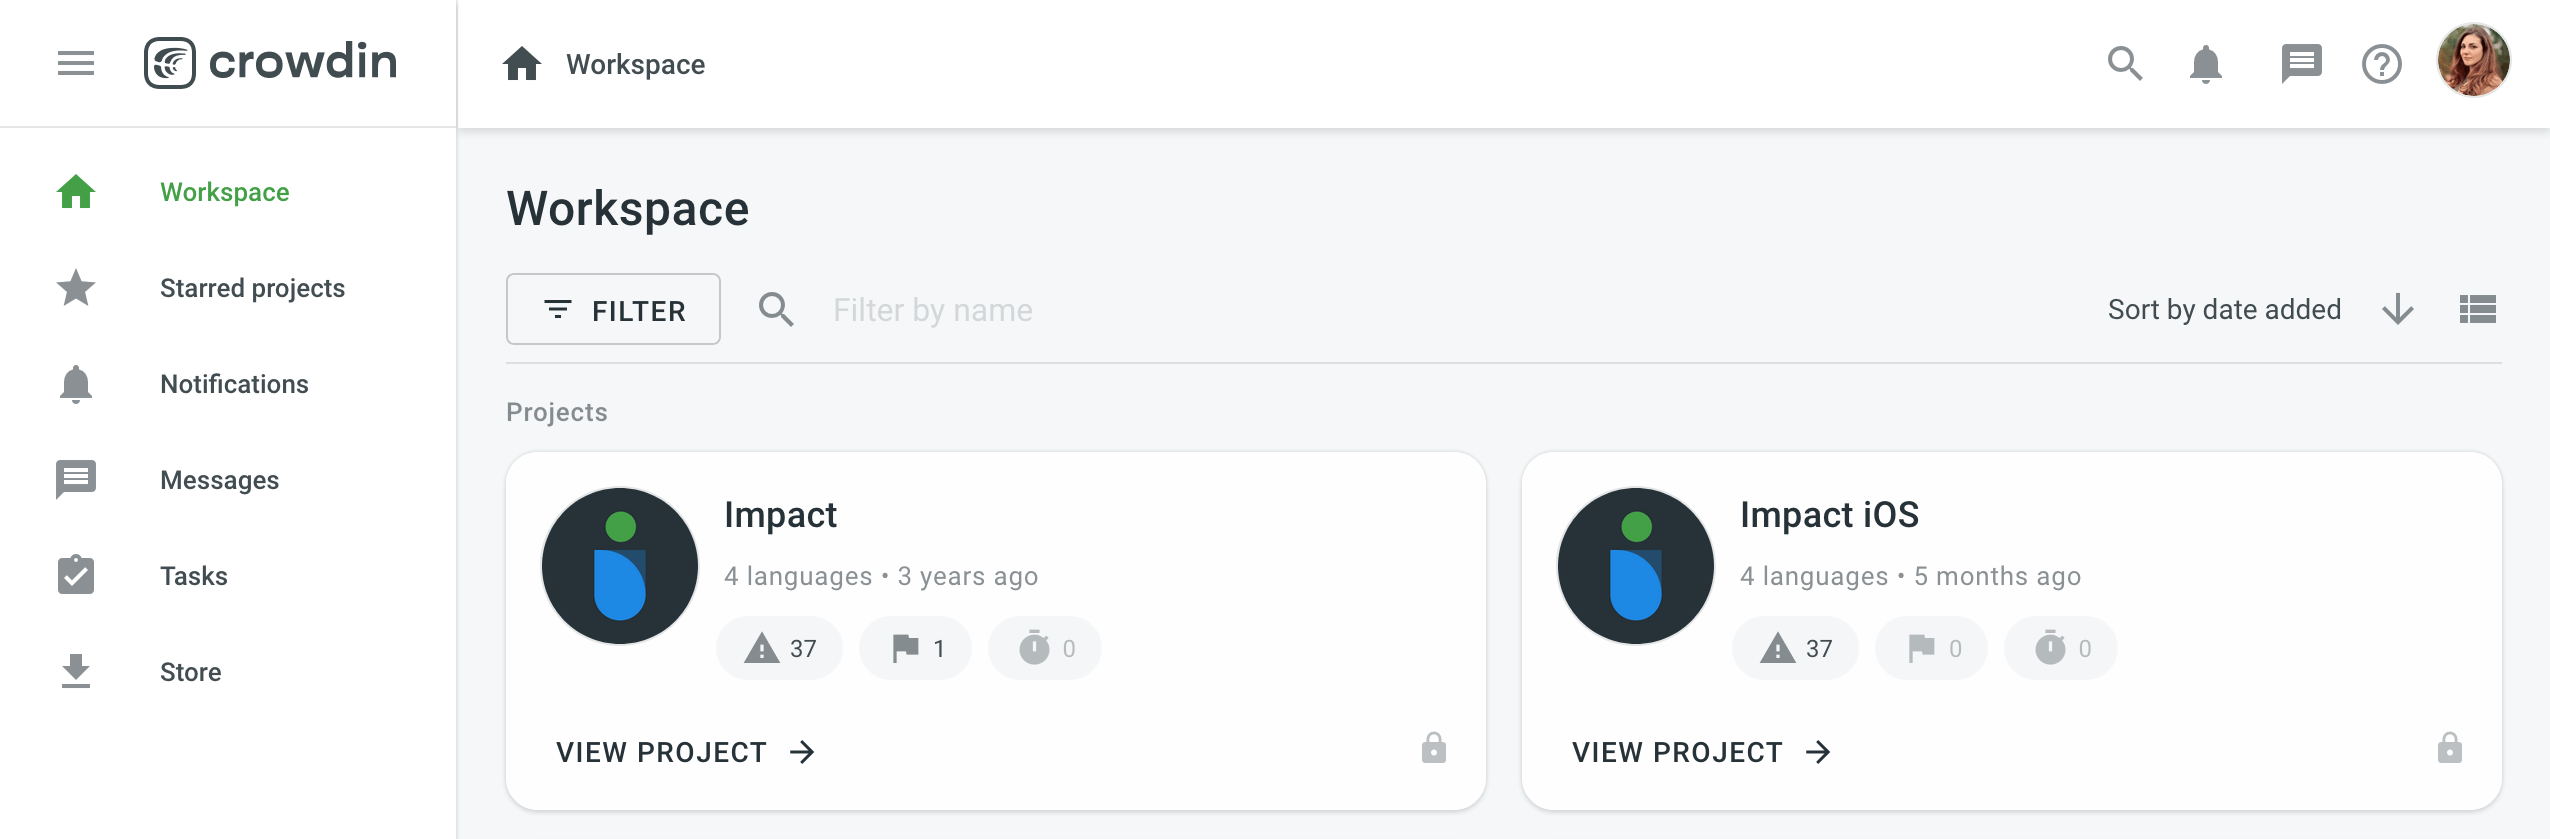 crowdin
Workspace
Workspace
Starred projects
Notifications
Messages
Tasks
Store
Workspace
FILTER
Filter by name
Sort by date added
Projects
Impact
4 languages • 3 years ago
37
1
0
VIEW PROJECT
Impact iOS
4 languages • 5 months ago
37
0
0
VIEW PROJECT